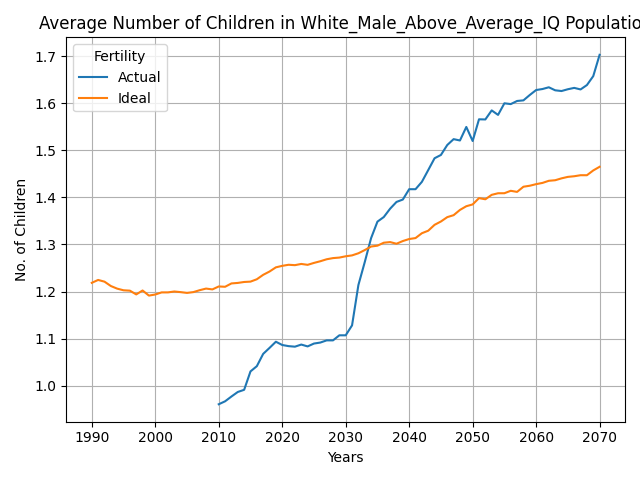 Average Number of Children in White_Male_Above_Average_IQ Populatio
No. of Children
1.7
1.6
1.5
1.4
1.3
1.2
1.1
1.0
Fertility
Actual
Ideal
1990 2000 2010 2020 2030 2040 2050 2060 2070
Years